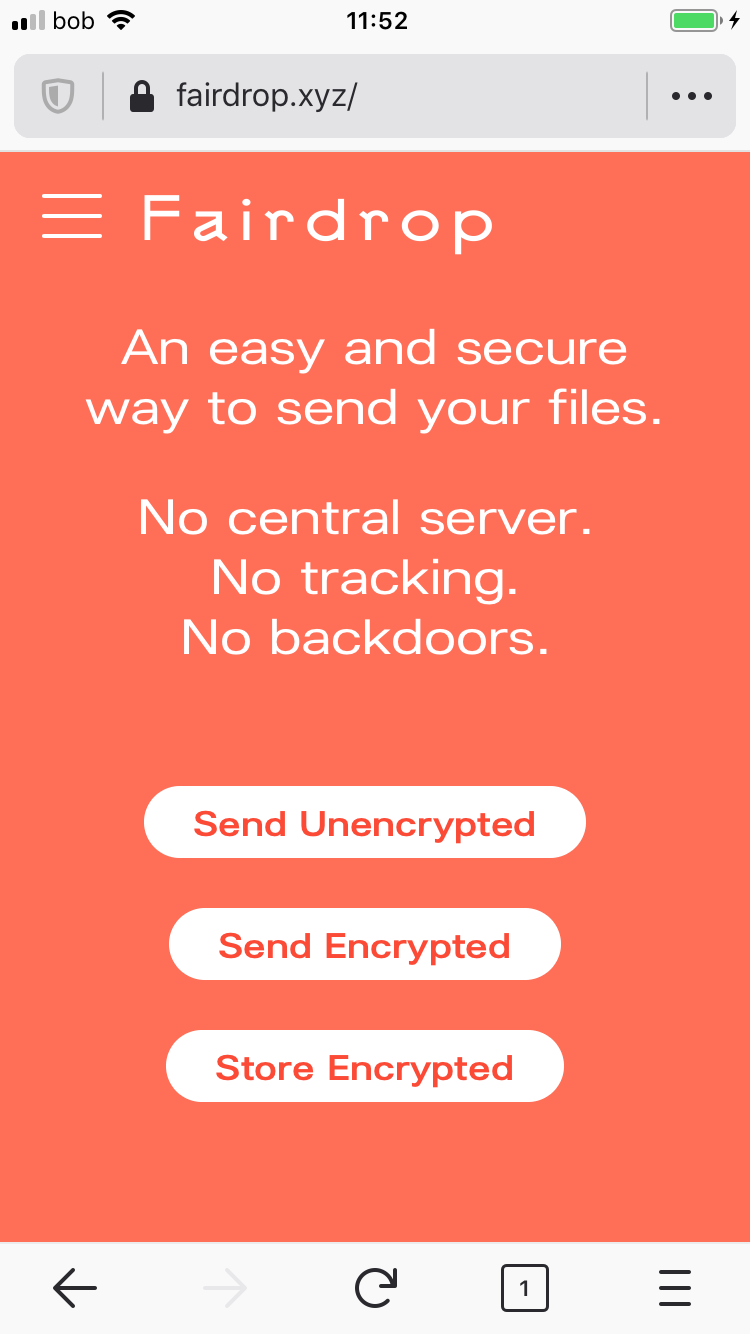 bob 11:52
fairdrop.xyz/
Fairdrop
An easy and secure
way to send your files.
No central server.
No tracking.
No backdoors.
Send Unencrypted
Send Encrypted
Store Encrypted
1